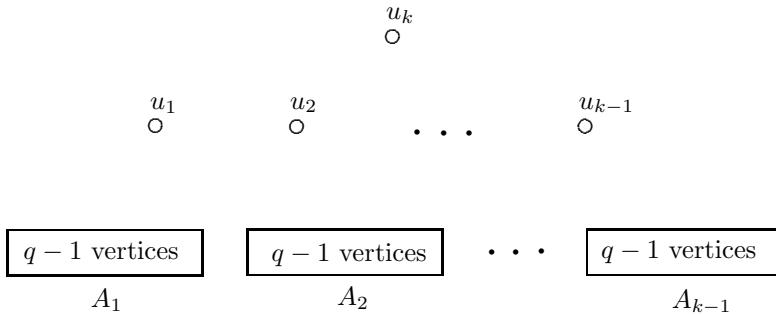 u_k
u_1 u_2 · · · u_{k−1}
q − 1 vertices q − 1 vertices · · · q − 1 vertices
A_1 A_2 A_{k−1}